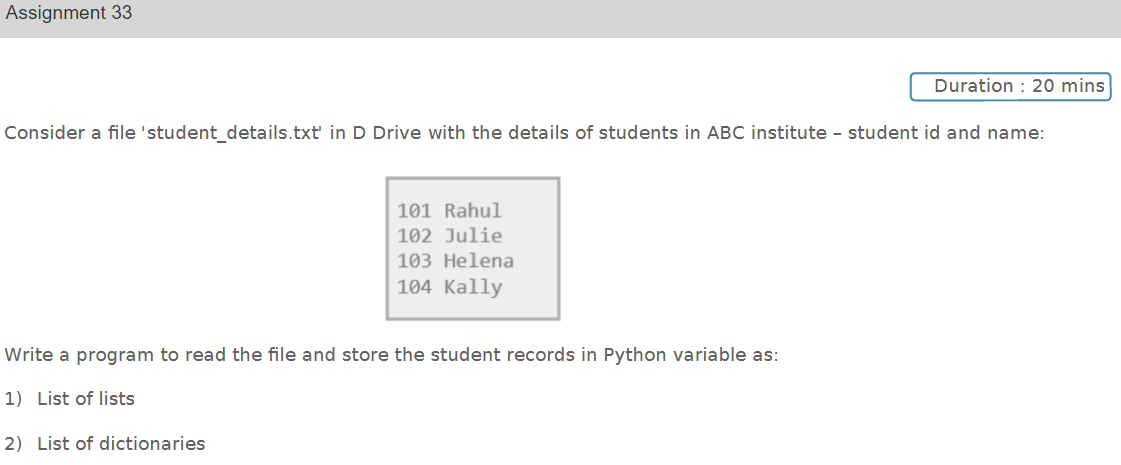 Assignment 33
Duration : 20 mins
Consider a file 'student_details.txt' in D Drive with the details of students in ABC institute – student id and name:
101 Rahul
102 Julie
103 Helena
104 Kally
Write a program to read the file and store the student records in Python variable as:
1) List of lists
2) List of dictionaries